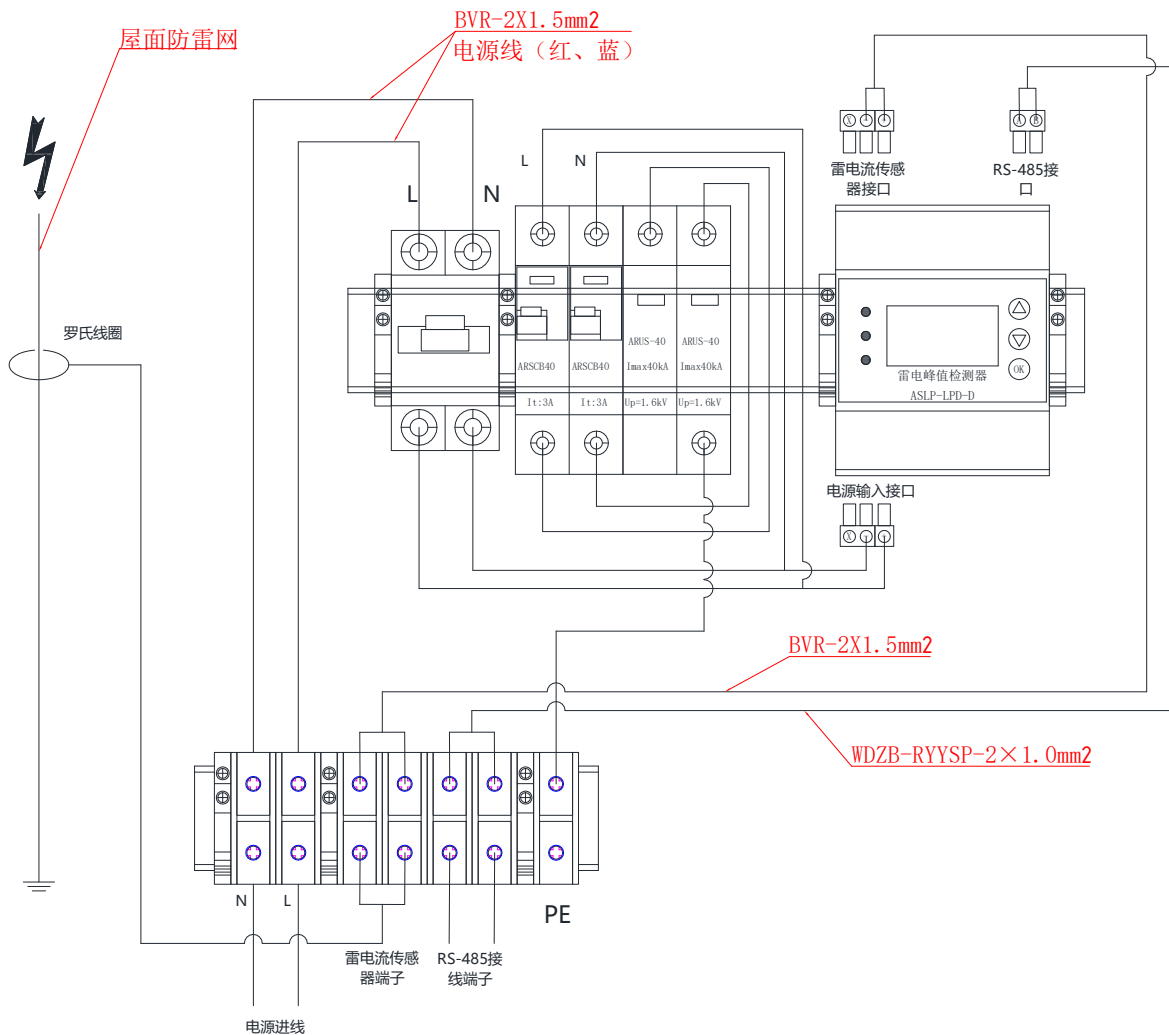 屋面防雷网
BVR-2X1.5mm2
电源线（红、蓝）
L
N
L
N
X
雷电流传感
器接口
A
B
RS-485接
口
罗氏线圈
ARSCB40
It:3A
ARSCB40
It:3A
ARUS-40
Imax40kA
Up=1.6kV
ARUS-40
Imax40kA
Up=1.6kV
OK
雷电峰值检测器
ASLP-LPD-D
电源输入接口
X
BVR-2X1.5mm2
WDZB-RYYSP-2×1.0mm2
N
L
PE
雷电流传感
器端子
RS-485接
线端子
电源进线